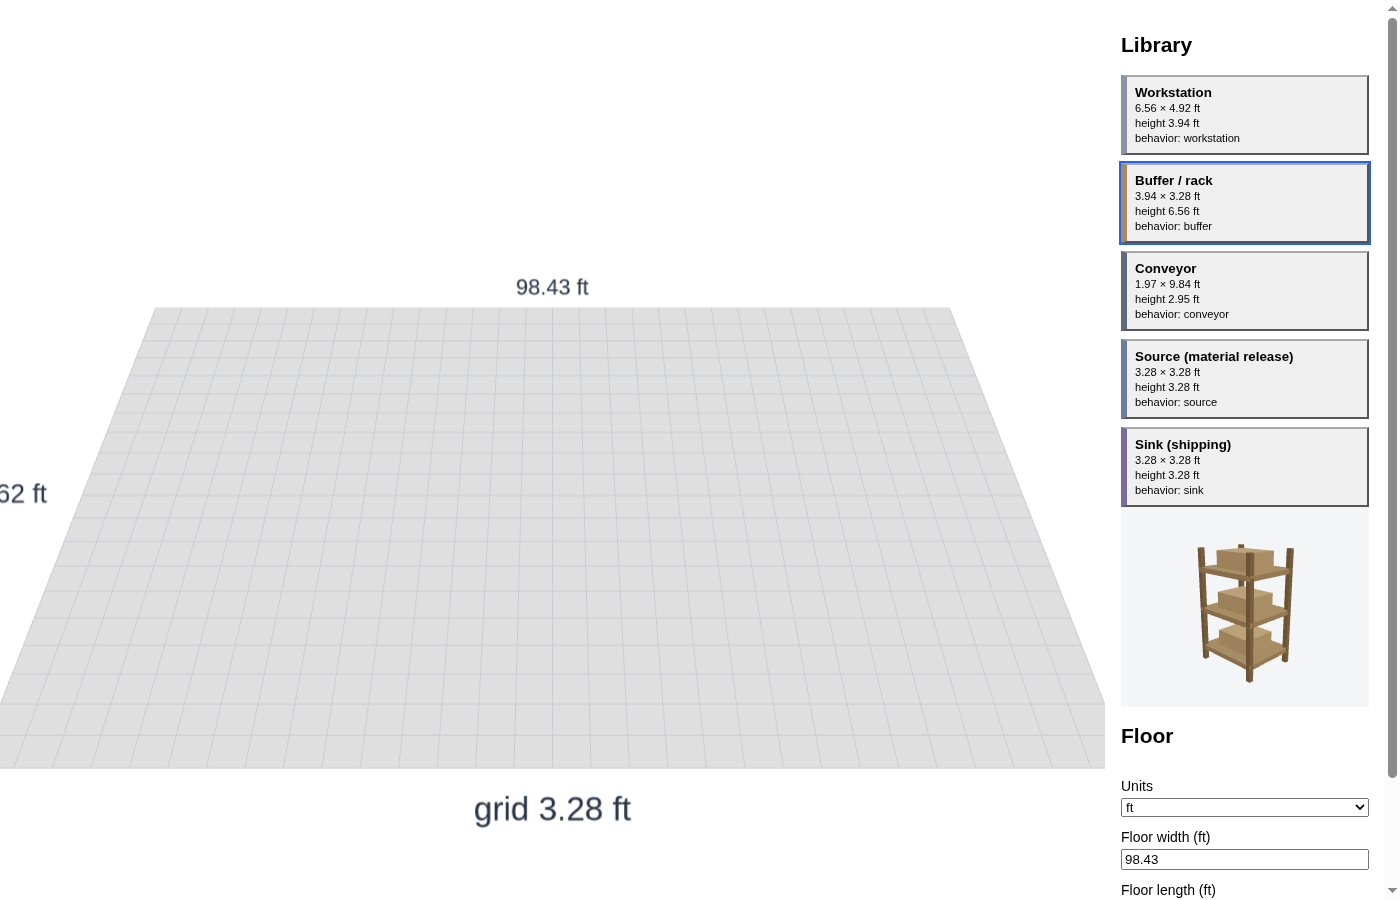 98.43 ft
62 ft
grid 3.28 ft
Library
Workstation
6.56 × 4.92 ft
height 3.94 ft
behavior: workstation
Buffer / rack
3.94 × 3.28 ft
height 6.56 ft
behavior: buffer
Conveyor
1.97 × 9.84 ft
height 2.95 ft
behavior: conveyor
Source (material release)
3.28 × 3.28 ft
height 3.28 ft
behavior: source
Sink (shipping)
3.28 × 3.28 ft
height 3.28 ft
behavior: sink
Floor
Units
ft
Floor width (ft)
98.43
Floor length (ft)